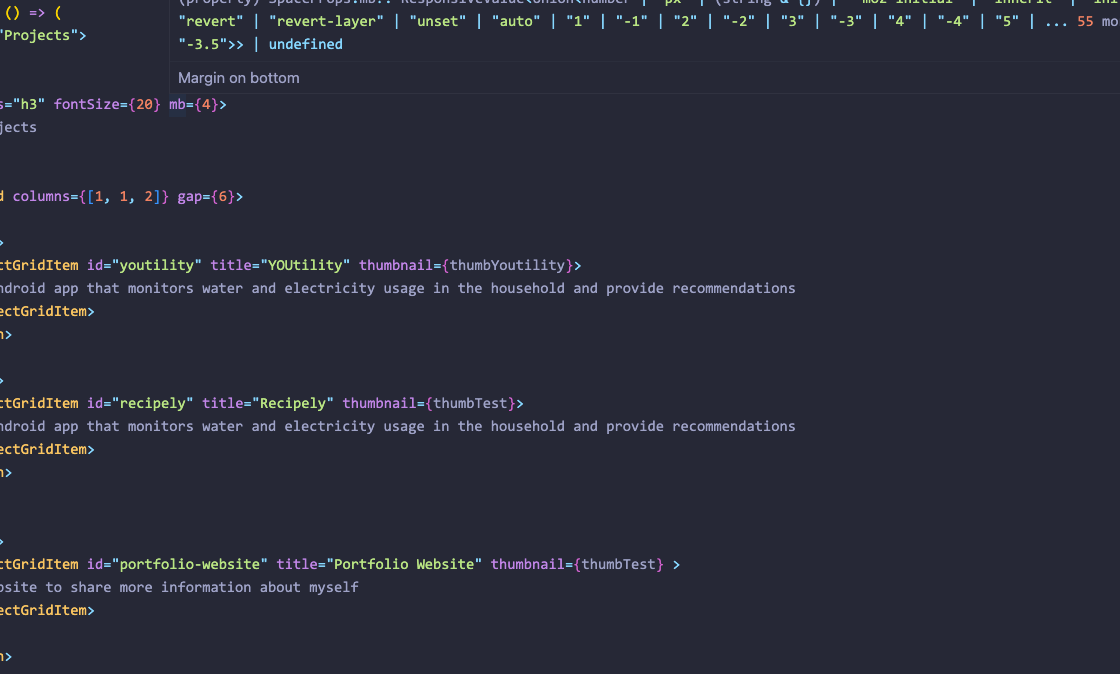 () => (
(property) SpacerProps.mb?: ResponsiveValue<Union<number | "px" | (string & {}) | "moz-initial" | "inherit" |
"Projects">
"revert" | "revert-layer" | "unset" | "auto" | "1" | "-1" | "2" | "-2" | "3" | "-3" | "4" | "-4" | "5" | ... 55 mo
"-3.5">> | undefined
Margin on bottom
s="h3" fontSize={20} mb={4}>
jects
d columns={[1, 1, 2]} gap={6}>
>
ctGridItem id="youtility" title="YOUtility" thumbnail={thumbYoutility}>
ndroid app that monitors water and electricity usage in the household and provide recommendations
ectGridItem>
n>
>
ctGridItem id="recipely" title="Recipely" thumbnail={thumbTest}>
ndroid app that monitors water and electricity usage in the household and provide recommendations
ectGridItem>
n>
>
ctGridItem id="portfolio-website" title="Portfolio Website" thumbnail={thumbTest} >
bsite to share more information about myself
ectGridItem>
n>